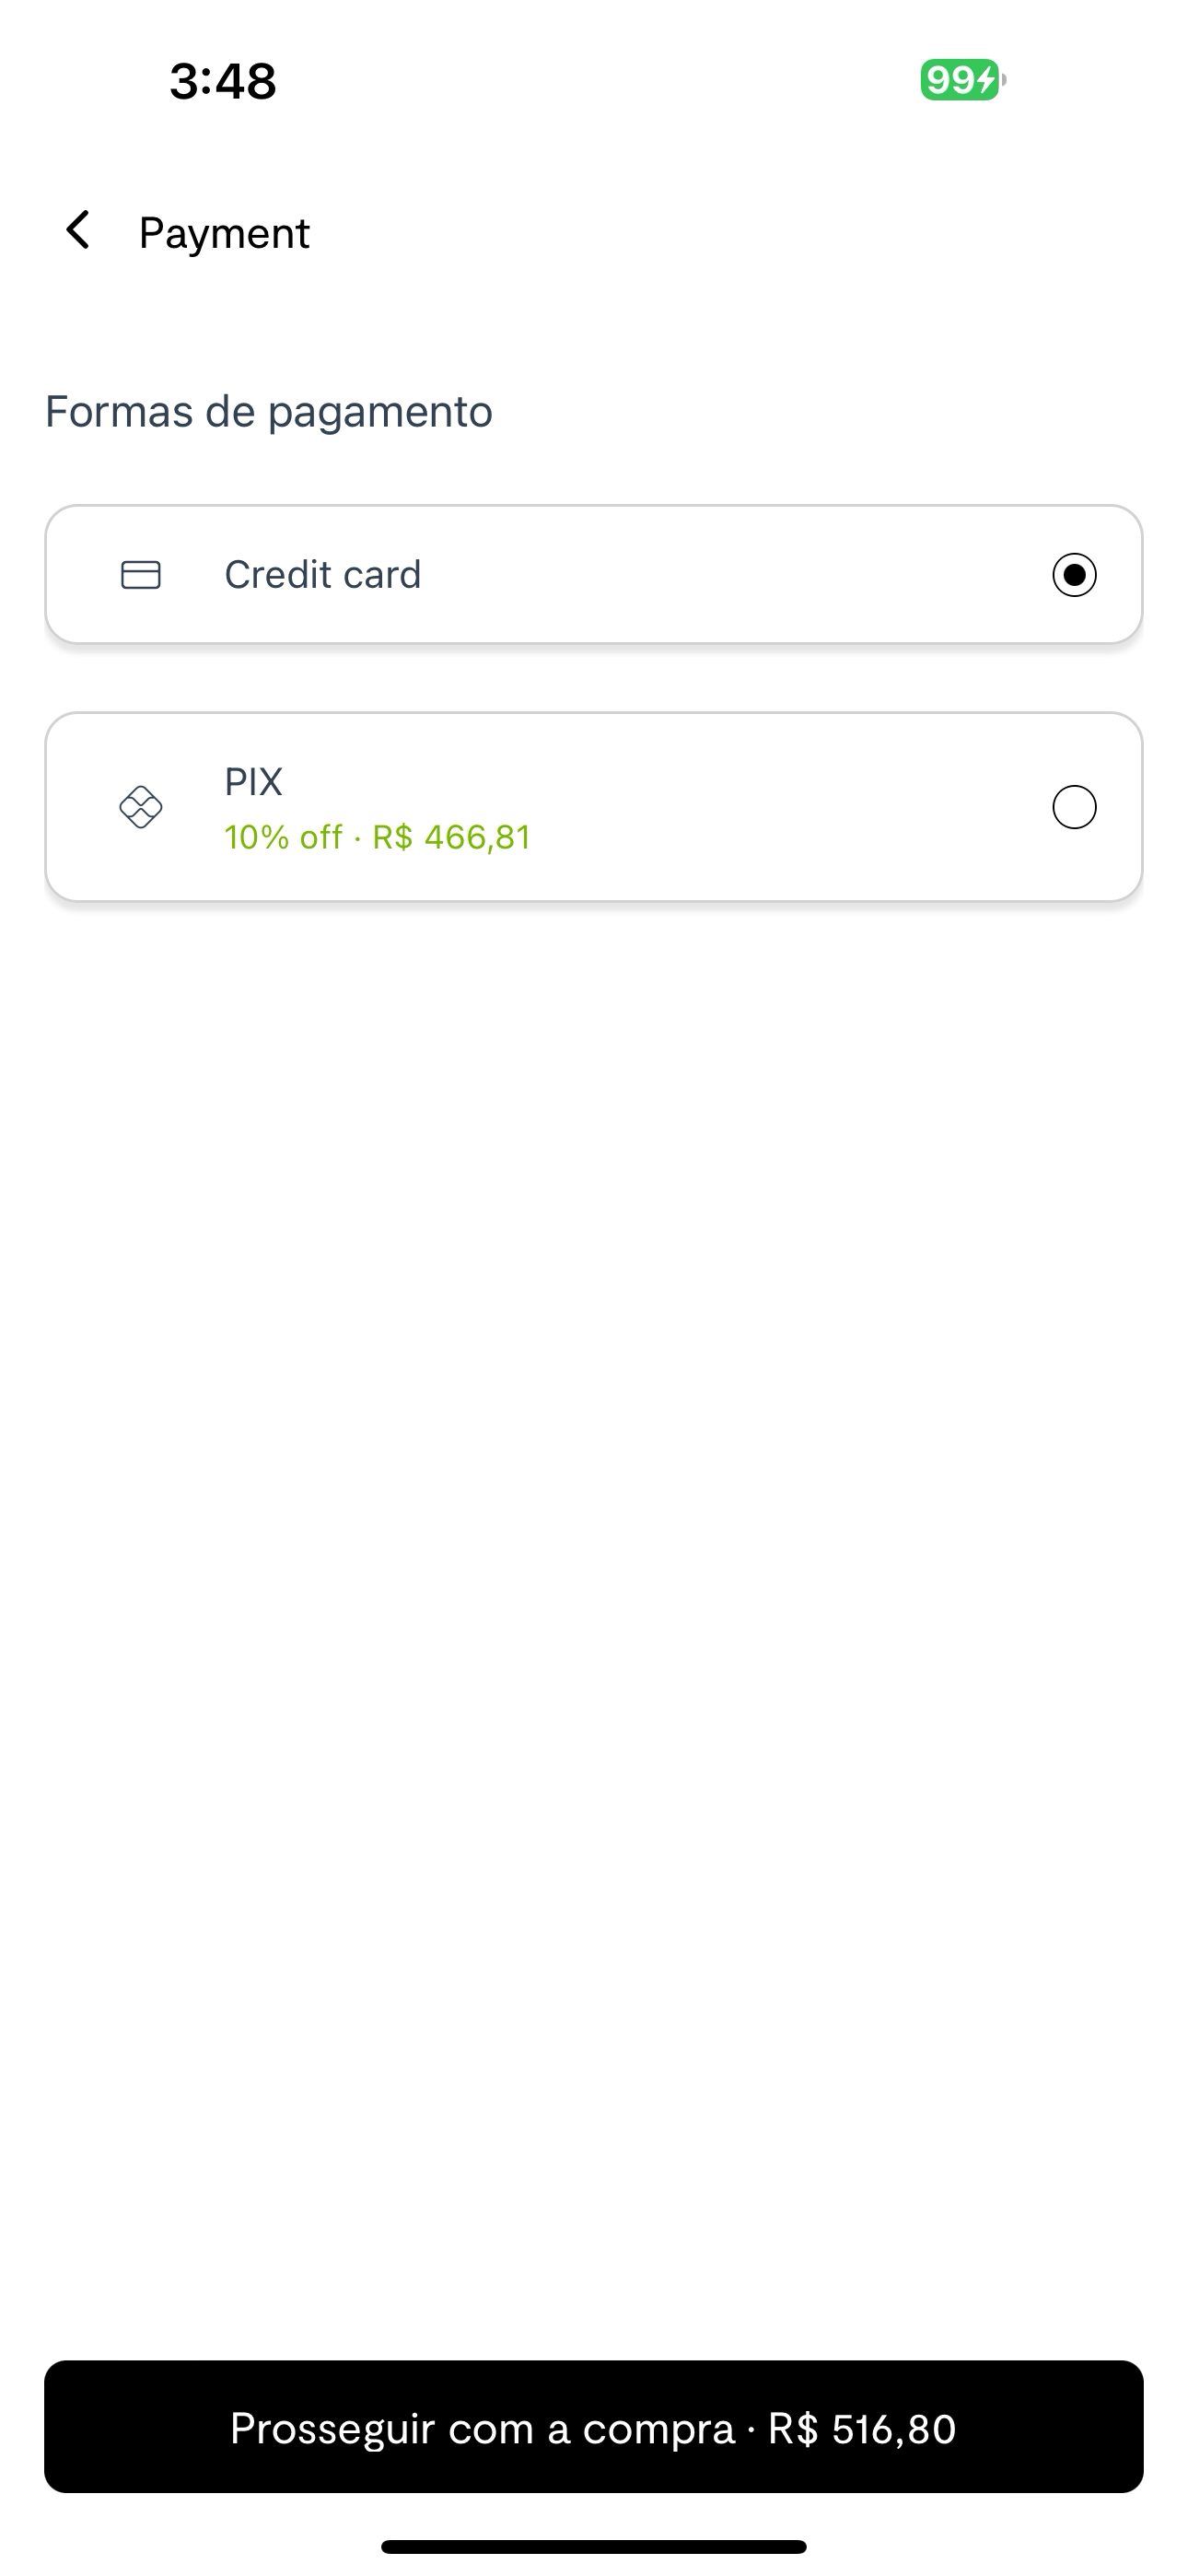 3:48
99
Payment
Formas de pagamento
Credit card
PIX
10% off · R$ 466,81
Prosseguir com a compra · R$ 516,80